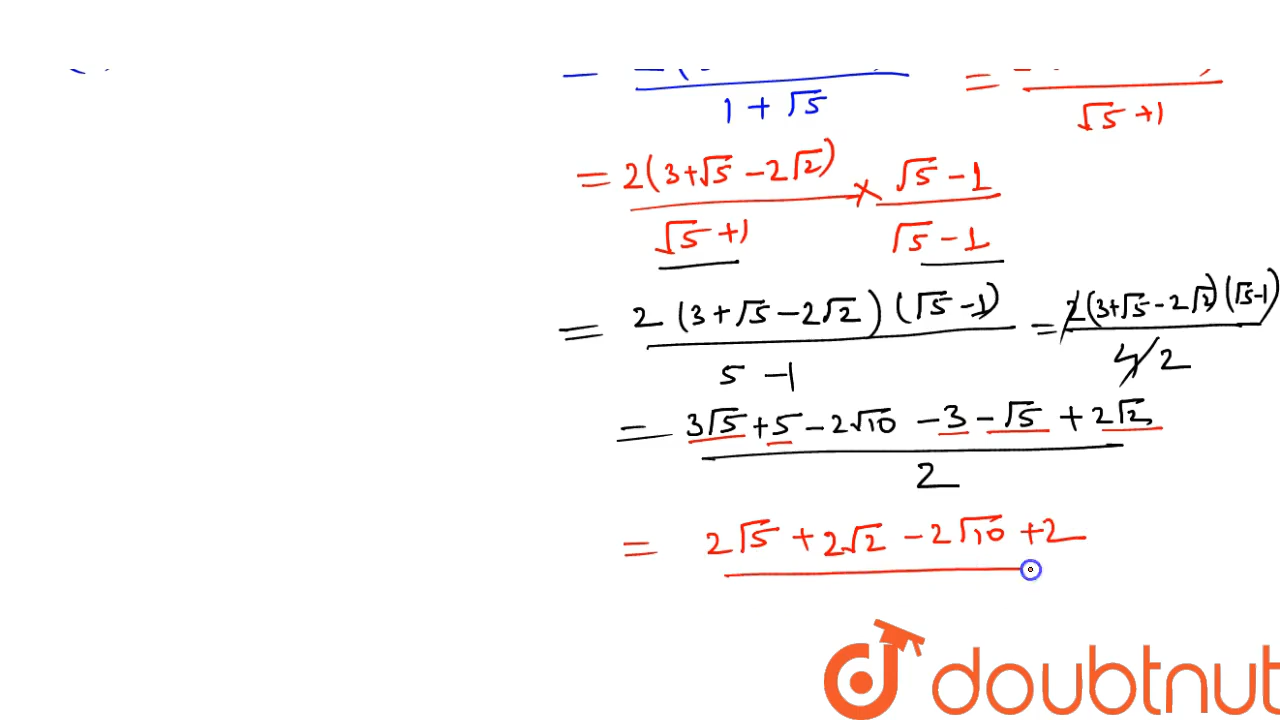 1 + √5
√5 + 1
= 2(3+√5 - 2√2) / √5 + 1 × √5 - 1 / √5 - 1
= 2 (3+√5 - 2√2) (√5 - 1) / 5 - 1 = 2(3+√5 - 2√2)(√5-1) / 4 2
= 3√5 + 5 - 2√10 - 3 - √5 + 2√2 / 2
= 2√5 + 2√2 - 2√10 + 2
doubtnut